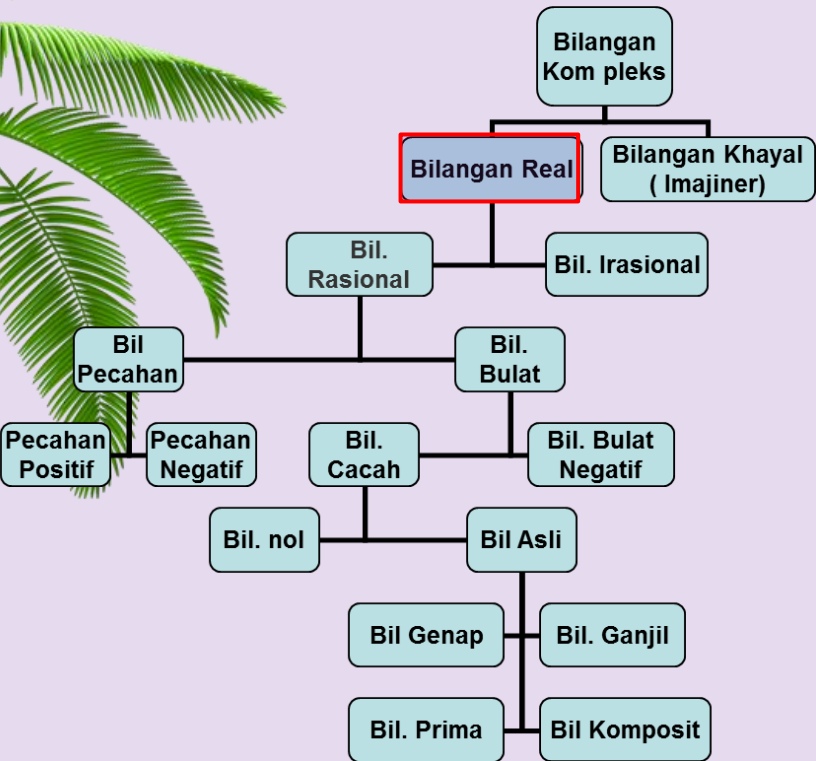 Bilangan
Kom pleks
Bilangan Real
Bilangan Khayal
( Imajiner)
Bil.
Rasional
Bil. Irasional
Bil
Pecahan
Bil.
Bulat
Pecahan
Positif
Pecahan
Negatif
Bil.
Cacah
Bil. Bulat
Negatif
Bil. nol
Bil Asli
Bil Genap
Bil. Ganjil
Bil. Prima
Bil Komposit